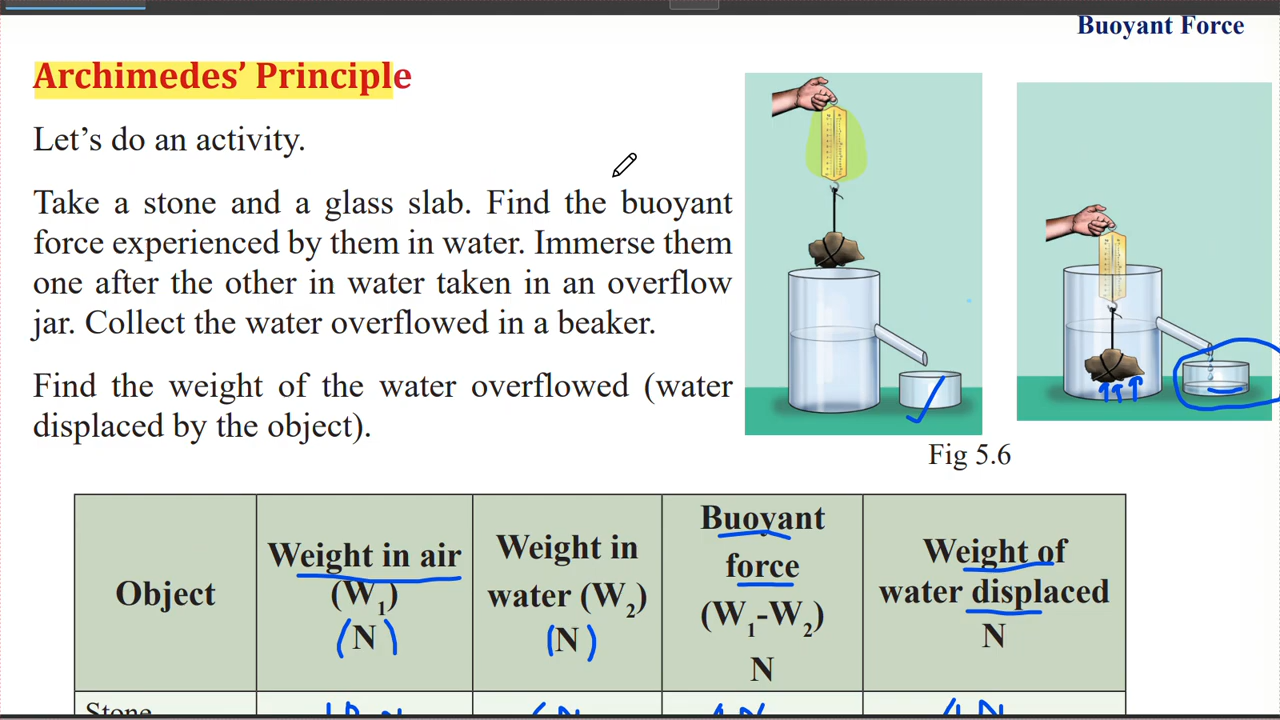 Buoyant Force
Archimedes’ Principle
Let’s do an activity.
Take a stone and a glass slab. Find the buoyant
force experienced by them in water. Immerse them
one after the other in water taken in an overflow
jar. Collect the water overflowed in a beaker.
Find the weight of the water overflowed (water
displaced by the object).
Fig 5.6
Object
Weight in air
(W₁)
(N)
Weight in
water (W₂)
(N)
Buoyant
force
(W₁-W₂)
N
Weight of
water displaced
N
Stone